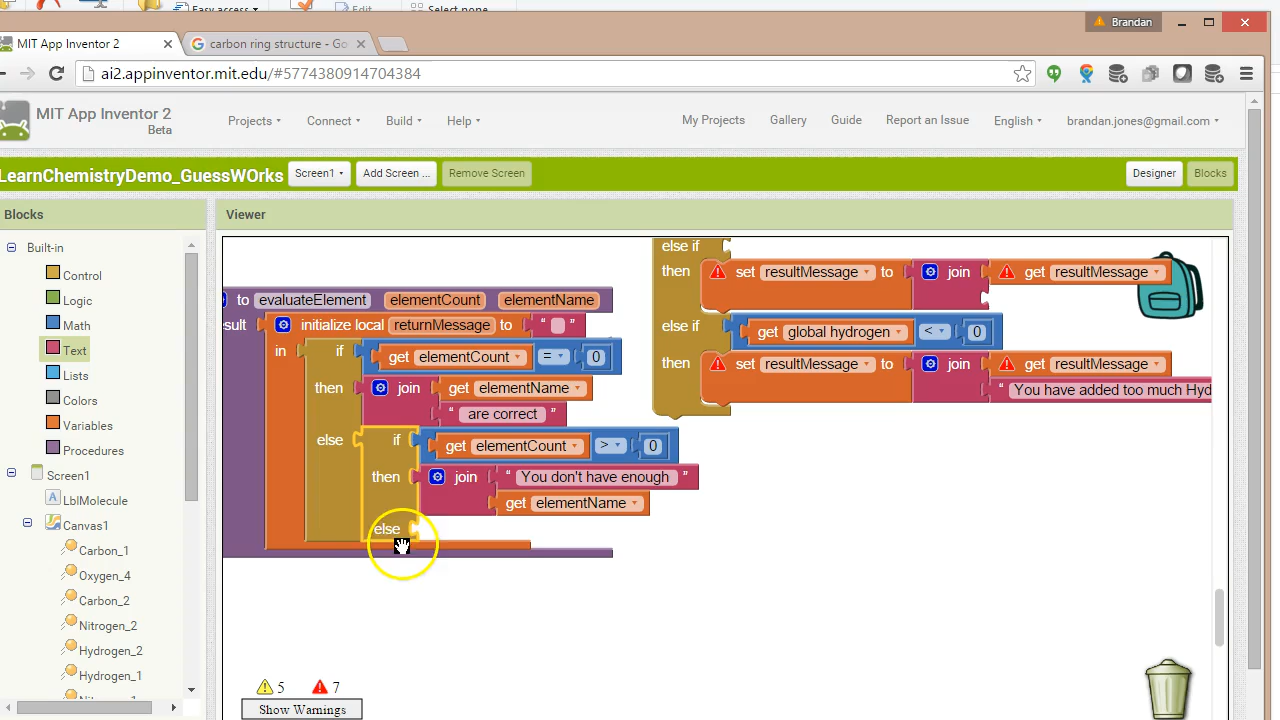 Easy access
Edit
Select none
Brandan
MIT App Inventor 2
carbon ring structure - Go
ai2.appinventor.mit.edu/#5774380914704384
MIT App Inventor 2
Beta
Projects
Connect
Build
Help
My Projects
Gallery
Guide
Report an Issue
English
brandan.jones@gmail.com
LearnChemistryDemo_GuessWOrks
Screen1
Add Screen ...
Remove Screen
Designer
Blocks
Blocks
Viewer
Built-in
Control
Logic
Math
Text
Lists
Colors
Variables
Procedures
Screen1
LblMolecule
Canvas1
Carbon_1
Oxygen_4
Carbon_2
Nitrogen_2
Hydrogen_2
Hydrogen_1
to evaluateElement elementCount elementName
esult initialize local returnMessage to " "
in if get elementCount = 0
then join get elementName
" are correct "
else if get elementCount > 0
then join " You don't have enough "
get elementName
else
else if
then set resultMessage to join get resultMessage
else if get global hydrogen < 0
then set resultMessage to join get resultMessage
" You have added too much Hyd
5 7
Show Warnings